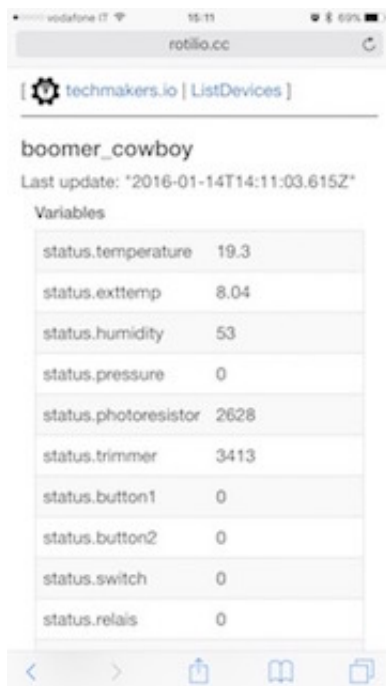 vodafone IT 15:11 69%
rotilio.cc
[ techmakers.io | ListDevices ]
boomer_cowboy
Last update: "2016-01-14T14:11:03.615Z"
Variables
status.temperature 19.3
status.exttemp 8.04
status.humidity 53
status.pressure 0
status.photoresistor 2628
status.trimmer 3413
status.button1 0
status.button2 0
status.switch 0
status.relais 0